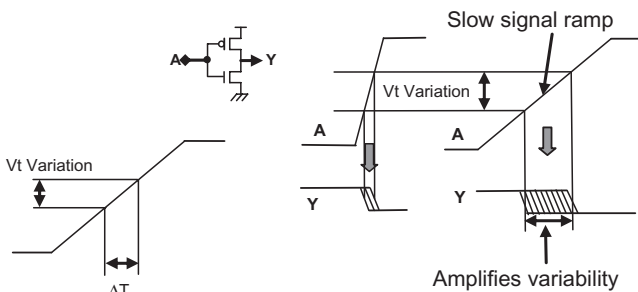 Slow signal ramp
A
Y
Vt Variation
A
A
Vt Variation
Y
Y
ΔT
Amplifies variability